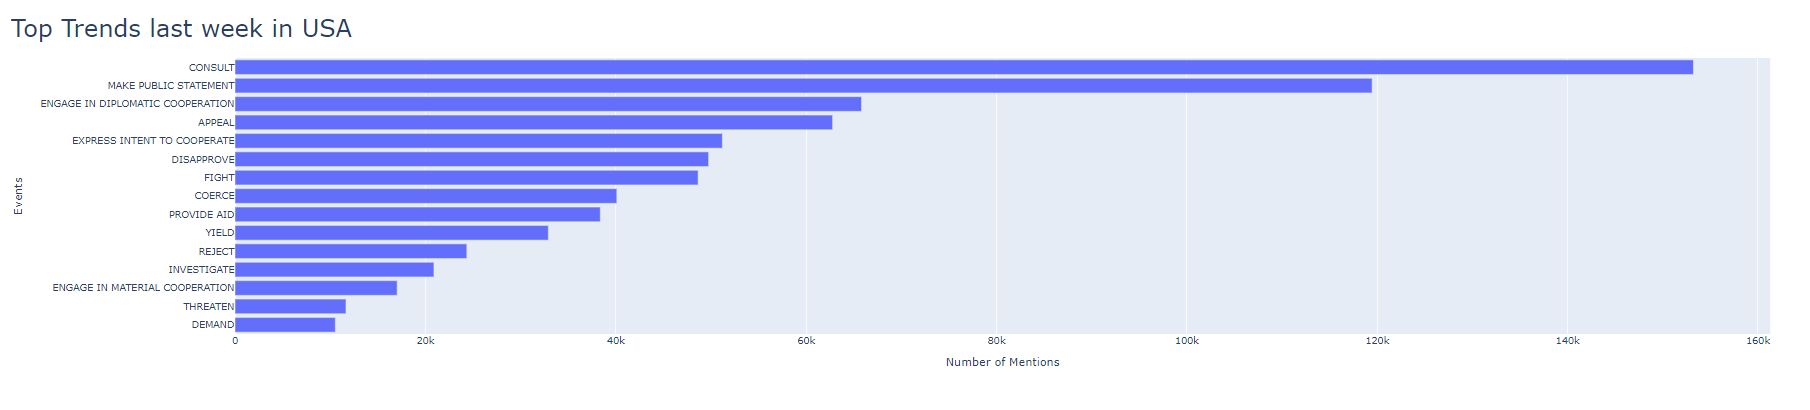 Top Trends last week in USA
CONSULT
MAKE PUBLIC STATEMENT
ENGAGE IN DIPLOMATIC COOPERATION
APPEAL
EXPRESS INTENT TO COOPERATE
DISAPPROVE
FIGHT
COERCE
PROVIDE AID
YIELD
REJECT
INVESTIGATE
ENGAGE IN MATERIAL COOPERATION
THREATEN
DEMAND
Events
0 20k 40k 60k 80k 100k 120k 140k 160k
Number of Mentions